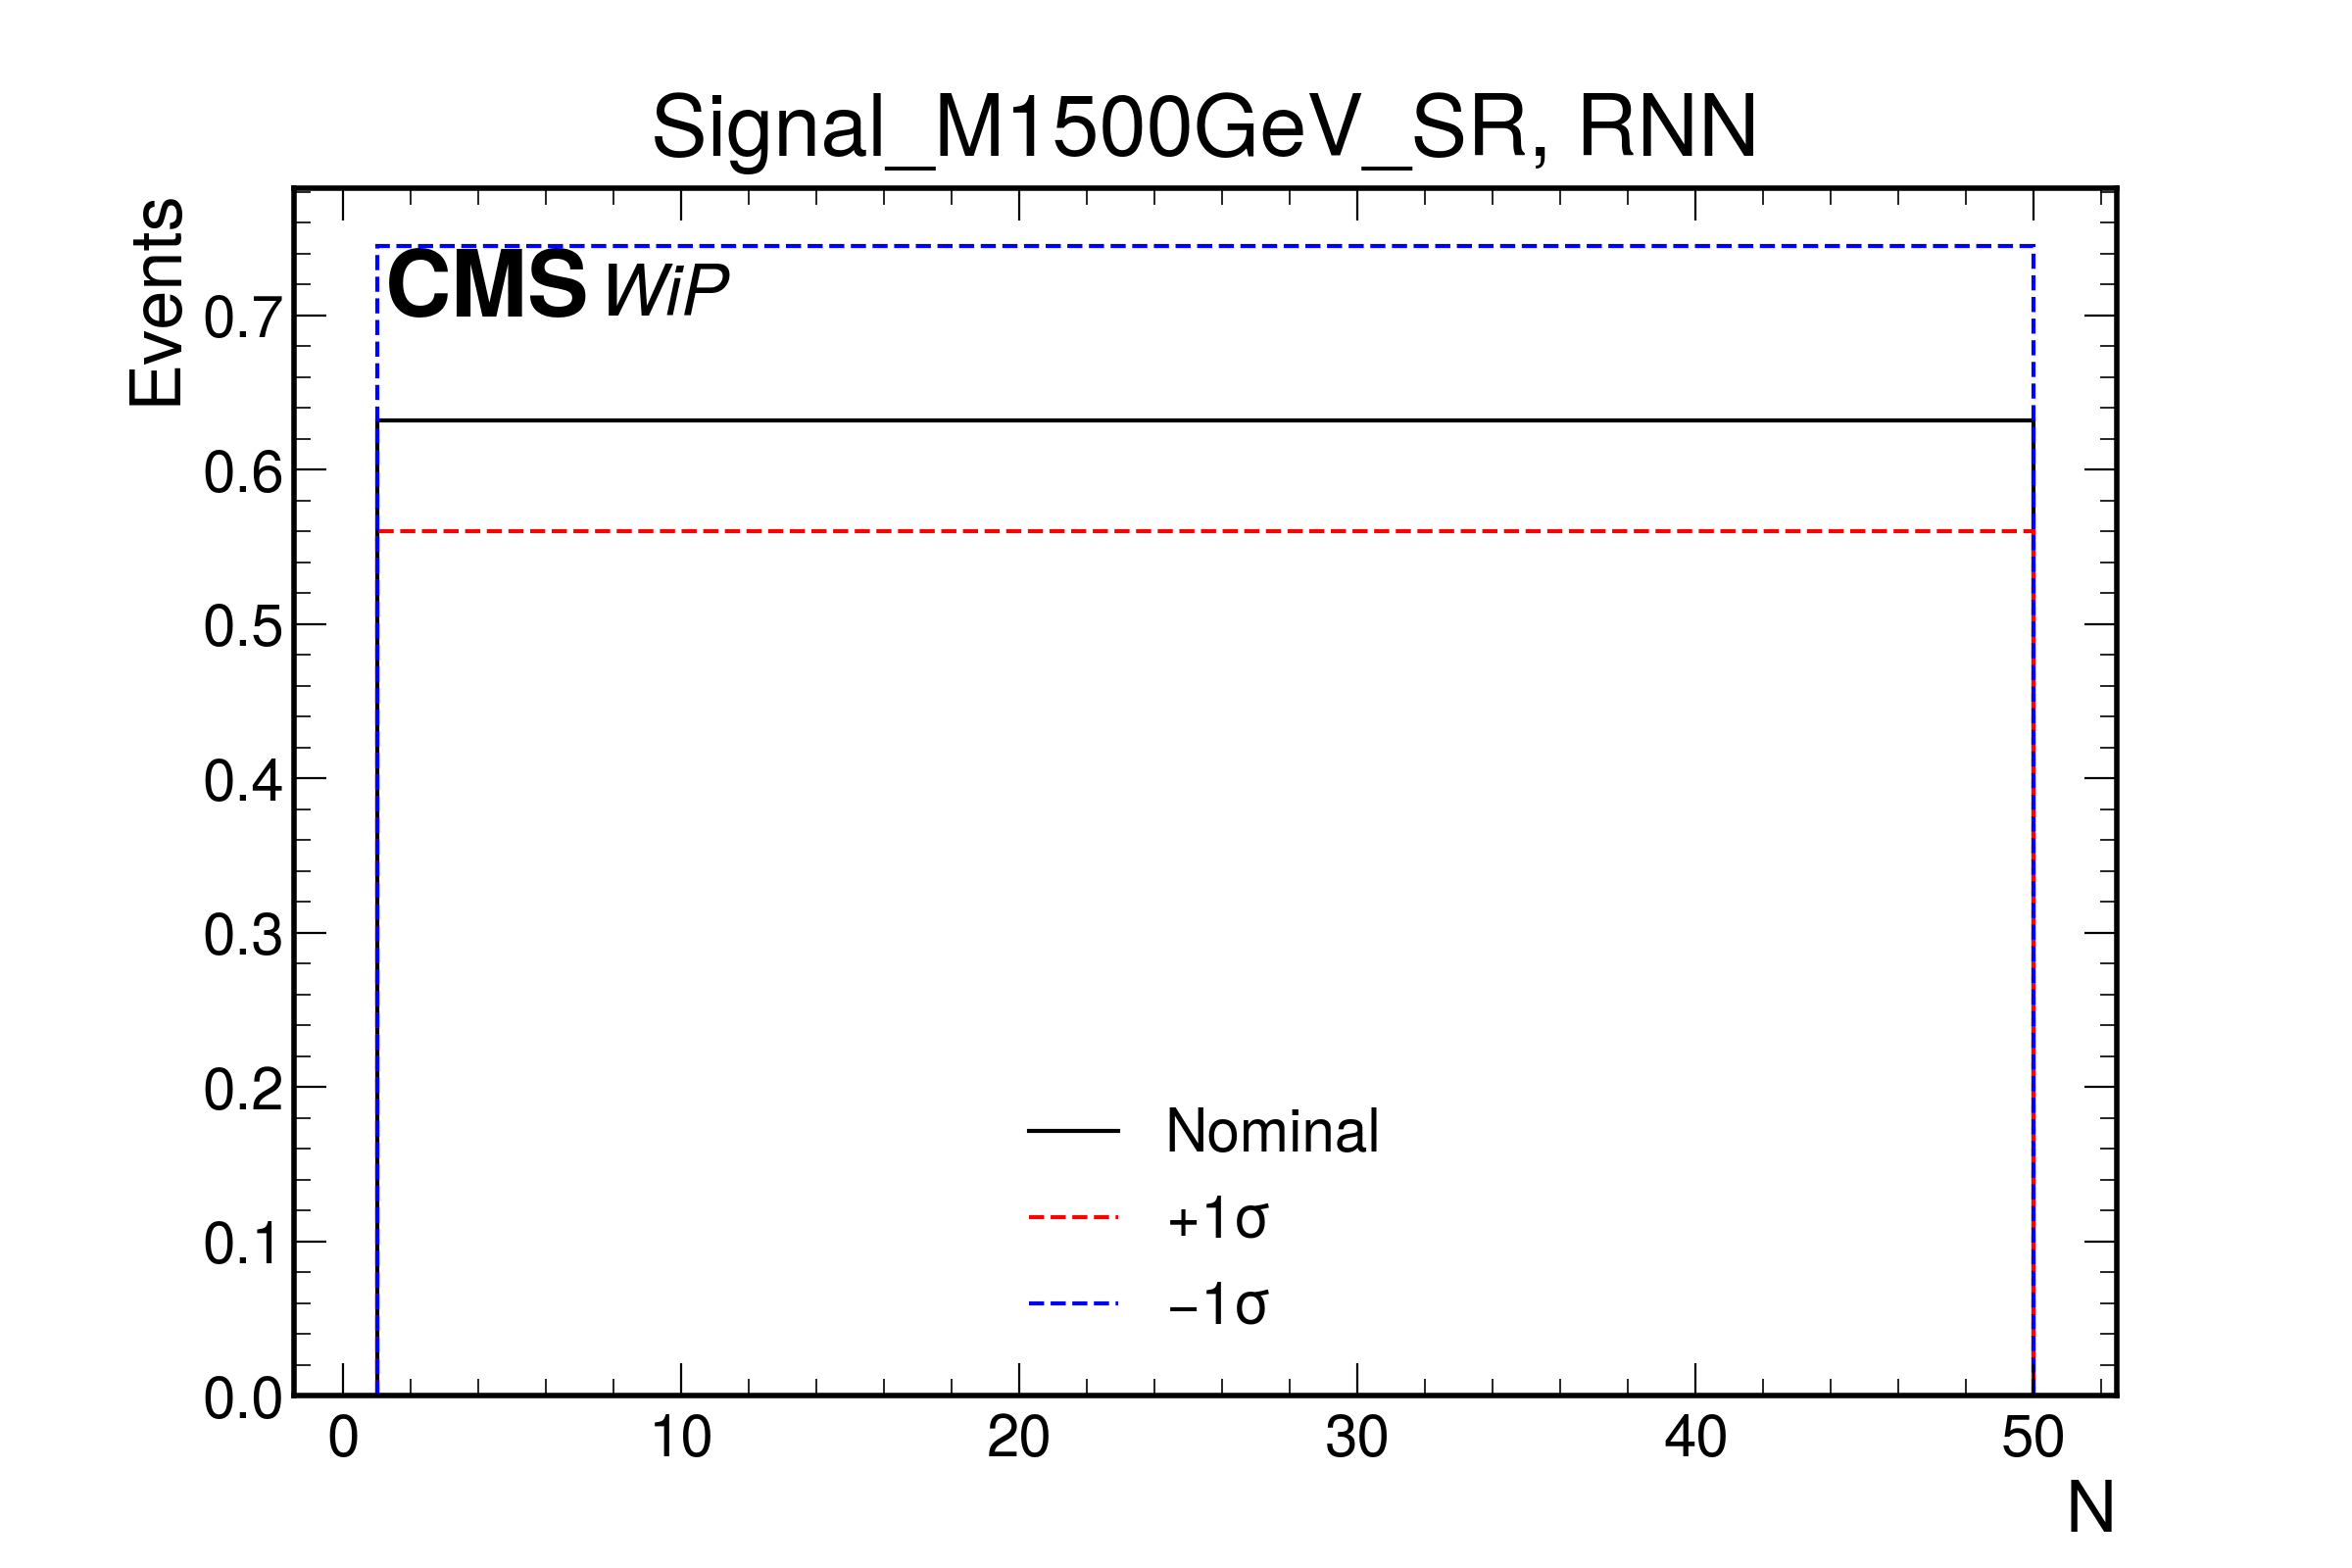 Signal_M1500GeV_SR, RNN
Events
CMS WiP
0.7
0.6
0.5
0.4
0.3
0.2
0.1
0.0
Nominal
+1σ
−1σ
0 10 20 30 40 50
N